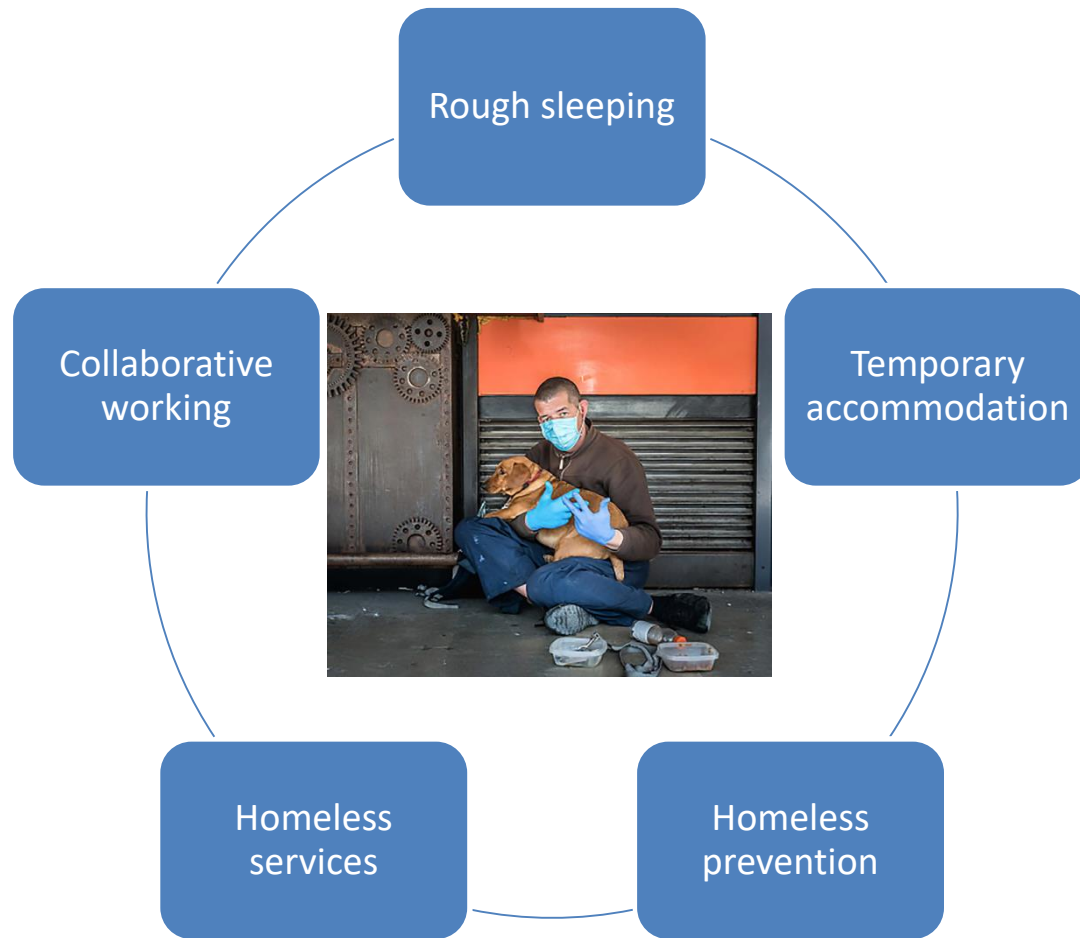 Rough sleeping
Collaborative
working
Temporary
accommodation
Homeless
services
Homeless
prevention